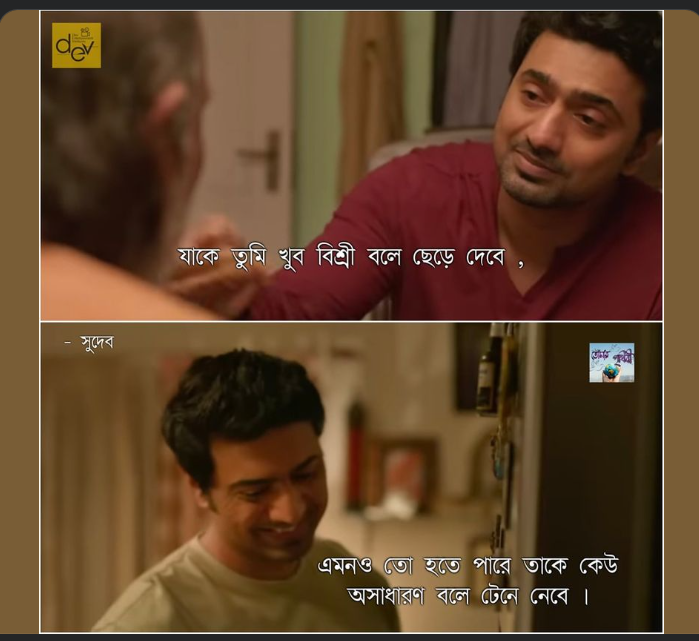 dev
যাকে তুমি খুব বিশ্রী বলে ছেড়ে দেবে ,
- সুদেব
এমনও তো হতে পারে তাকে কেউ
অসাধারণ বলে টেনে নেবে ।